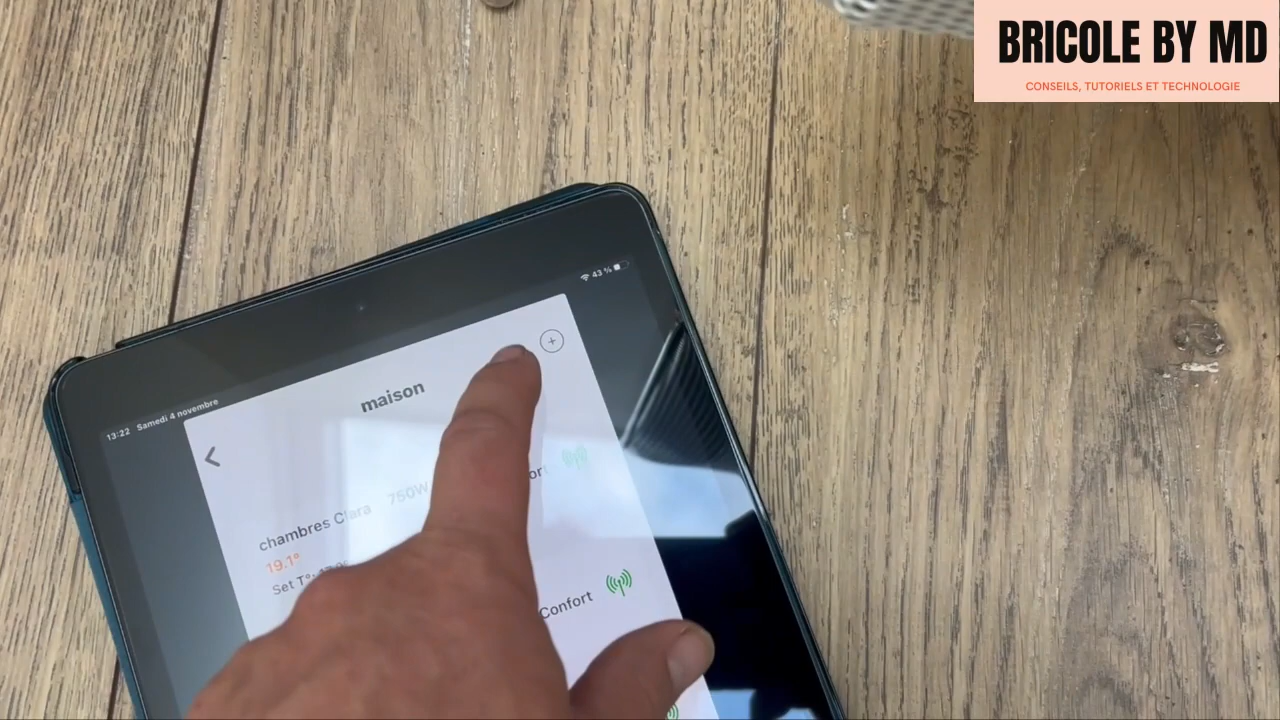 BRICOLE BY MD
CONSEILS, TUTORIELS ET TECHNOLOGIE
43 %
13:22 Samedi 4 novembre
maison
chambres Clara 750W
19.1°
Set T°:
Confort